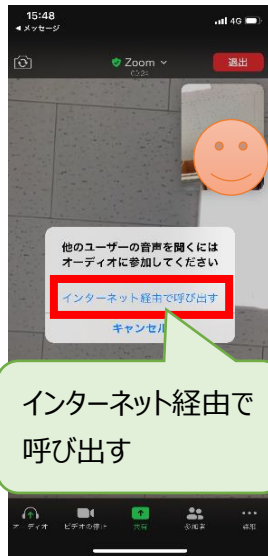 15:48
4G
メッセージ
Zoom
退出
他のユーザーの音声を聞くには
オーディオに参加してください
インターネット経由で呼び出す
キャンセル
インターネット経由で
呼び出す
オーディオ
ビデオの停止
共有
参加者
詳細